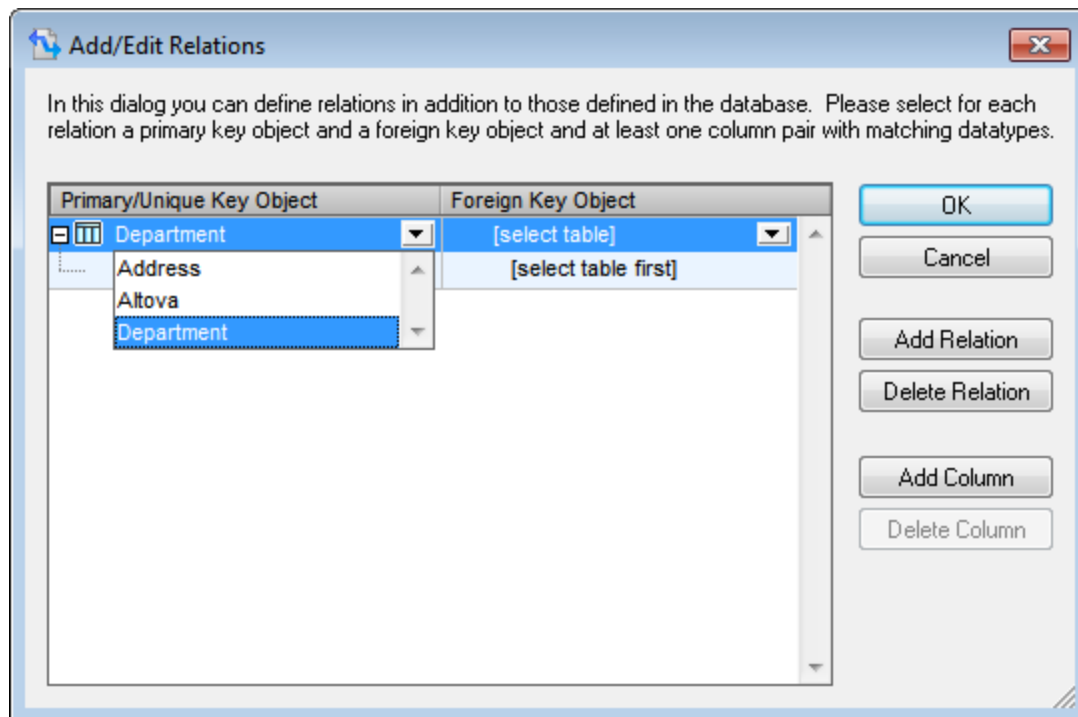 Add/Edit Relations
In this dialog you can define relations in addition to those defined in the database.  Please select for each
relation a primary key object and a foreign key object and at least one column pair with matching datatypes.
Primary/Unique Key Object
Foreign Key Object
Department
[select table]
Address
[select table first]
Altova
Department
OK
Cancel
Add Relation
Delete Relation
Add Column
Delete Column